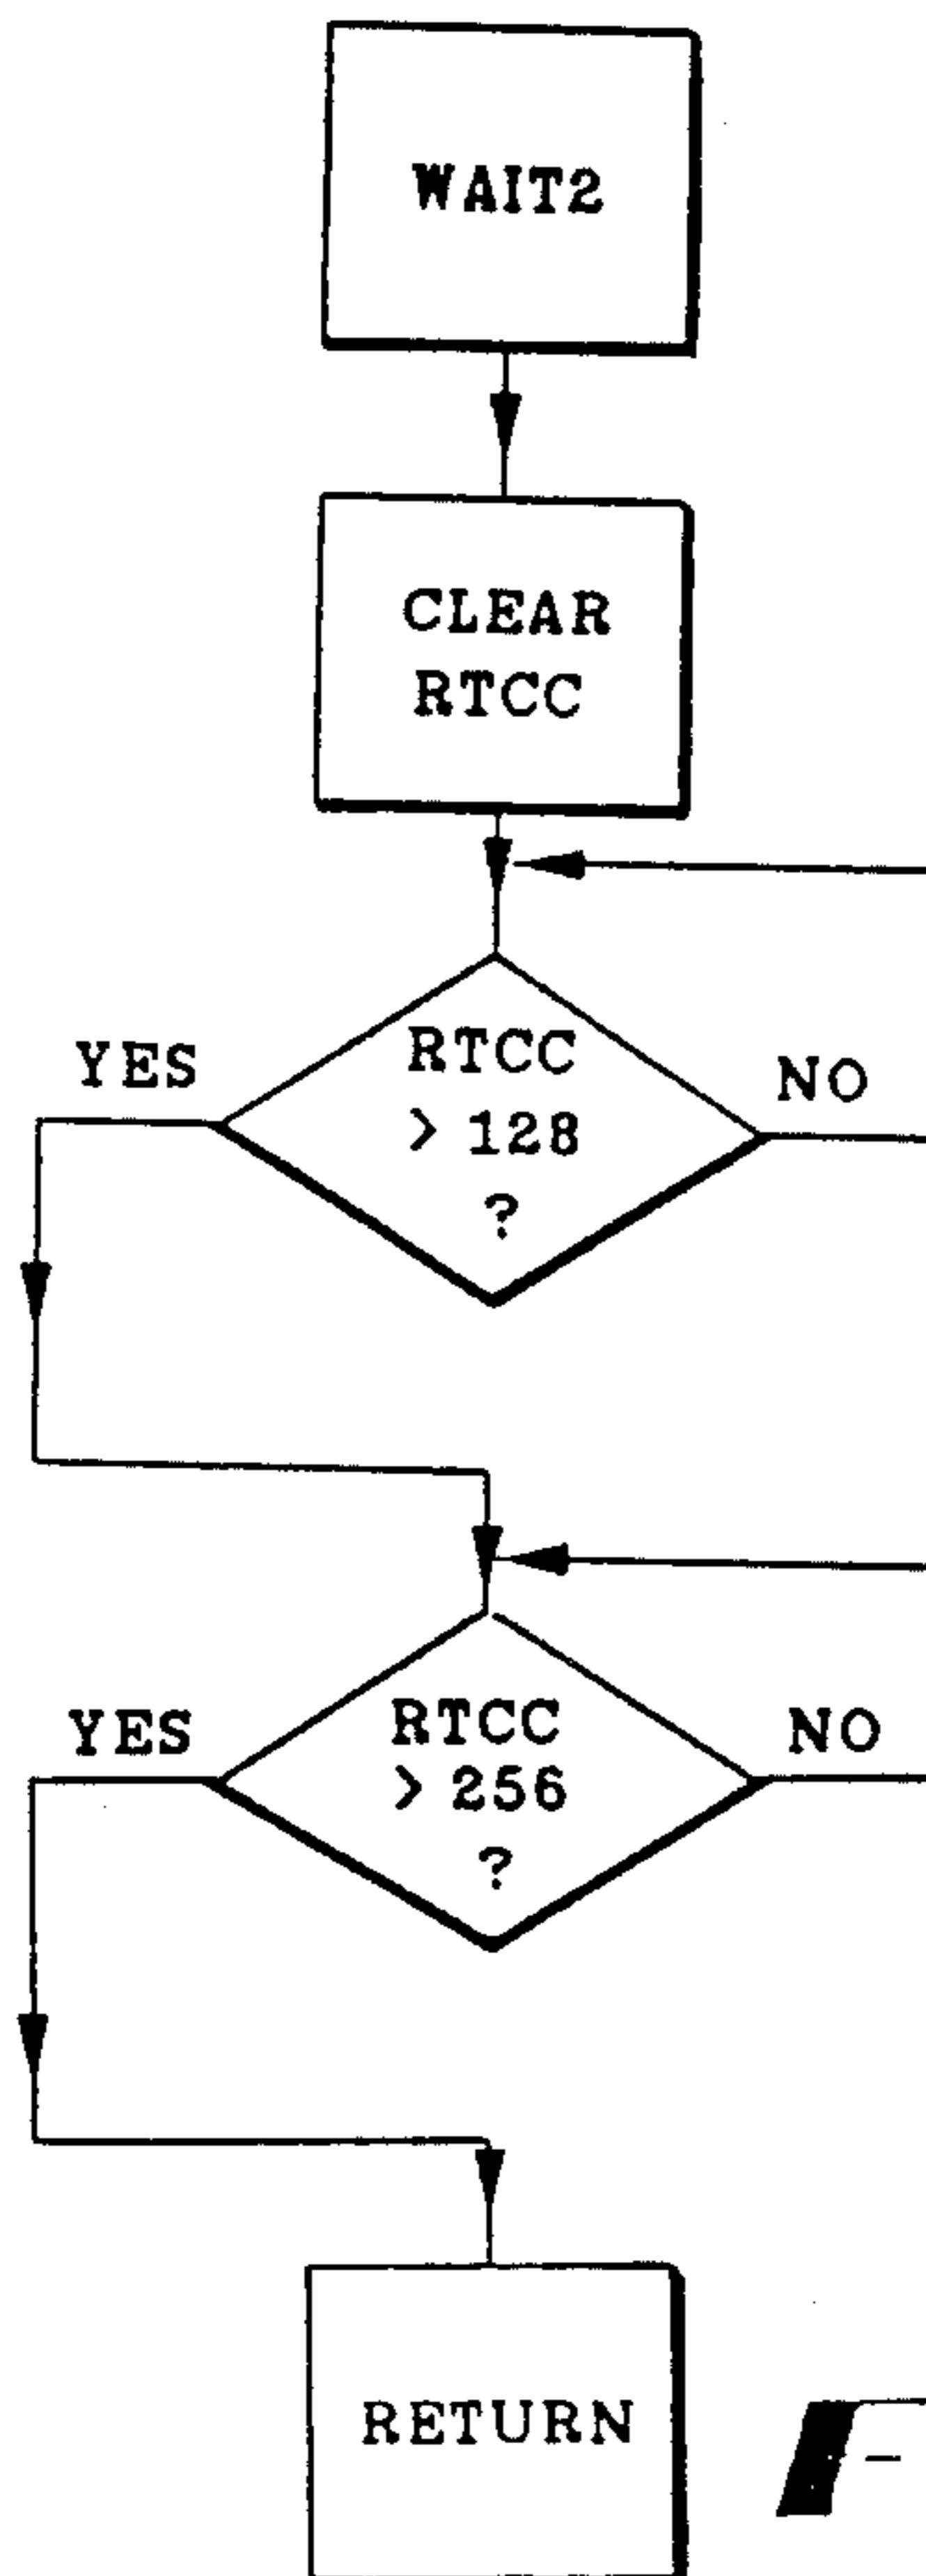 WAIT2
CLEAR
RTCC
RTCC
> 128
?
YES
NO
RTCC
> 256
?
YES
NO
RETURN